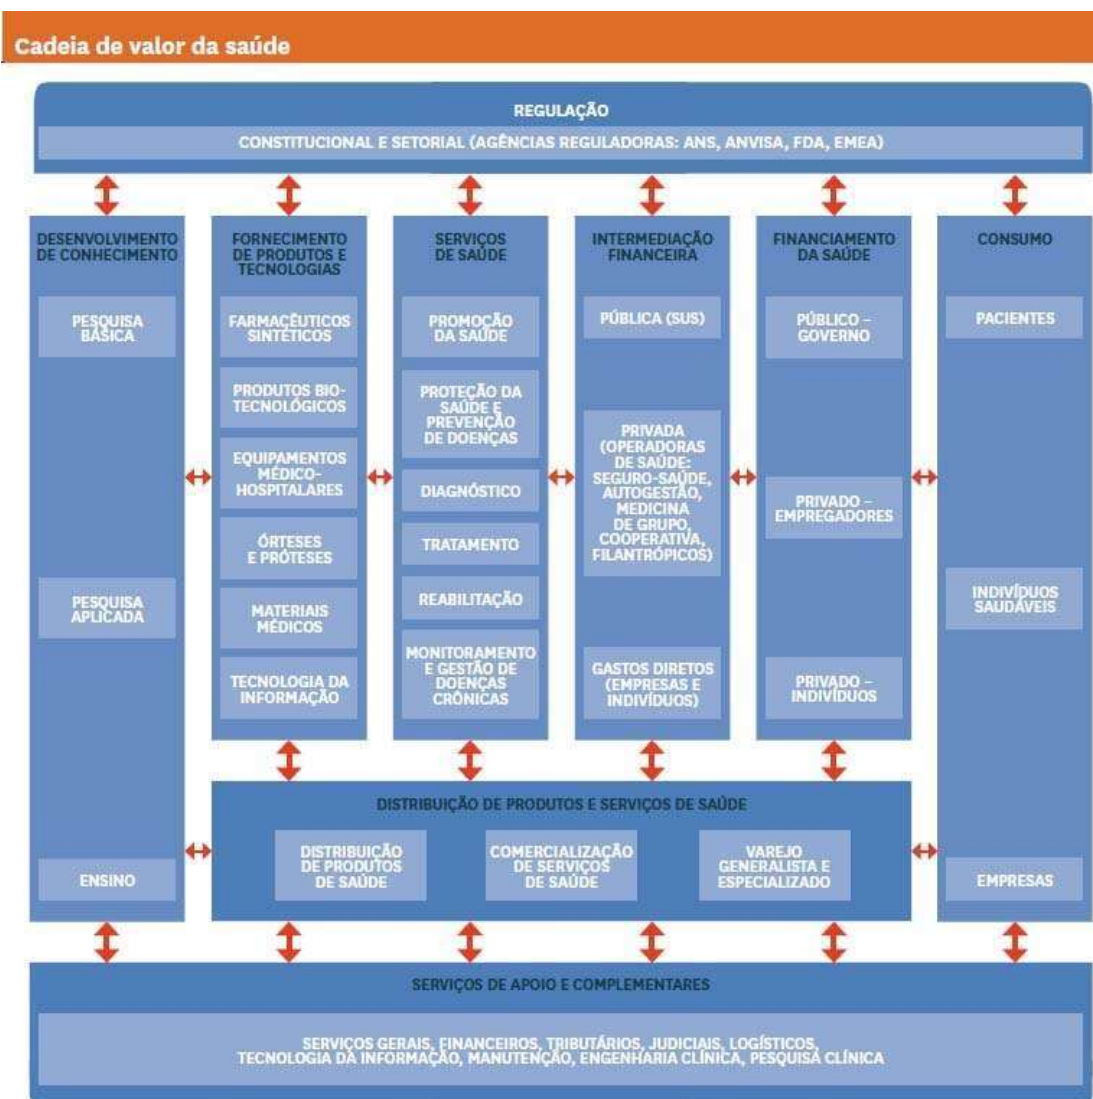 Cadeia de valor da saúde
REGULAÇÃO
CONSTITUCIONAL E SETORIAL (AGÊNCIAS REGULADORAS: ANS, ANVISA, FDA, EMEA)
DESENVOLVIMENTO
DE CONHECIMENTO
PESQUISA
BÁSICA
PESQUISA
APLICADA
ENSINO
FORNECIMENTO
DE PRODUTOS E
TECNOLOGIAS
FARMACÊUTICOS
SINTÉTICOS
PRODUTOS BIO-
TECNOLÓGICOS
EQUIPAMENTOS
MÉDICO-
HOSPITALARES
ÓRTESES
E PRÓTESES
MATERIAIS
MÉDICOS
TECNOLOGIA DA
INFORMAÇÃO
SERVIÇOS
DE SAÚDE
PROMOÇÃO
DA SAÚDE
PROTEÇÃO DA
SAÚDE E
PREVENÇÃO
DE DOENÇAS
DIAGNÓSTICO
TRATAMENTO
REABILITAÇÃO
MONITORAMENTO
E GESTÃO DE
DOENÇAS
CRÔNICAS
INTERMEDIAÇÃO
FINANCEIRA
PÚBLICA (SUS)
PRIVADA
(OPERADORAS
DE SAÚDE:
SEGURO-SAÚDE,
AUTOGESTÃO,
MEDICINA
DE GRUPO,
COOPERATIVA,
FILANTRÓPICOS)
GASTOS DIRETOS
(EMPRESAS E
INDIVÍDUOS)
FINANCIAMENTO
DA SAÚDE
PÚBLICO –
GOVERNO
PRIVADO –
EMPREGADORES
PRIVADO –
INDIVÍDUOS
CONSUMO
PACIENTES
INDIVÍDUOS
SAUDÁVEIS
EMPRESAS
DISTRIBUIÇÃO DE PRODUTOS E SERVIÇOS DE SAÚDE
DISTRIBUIÇÃO
DE PRODUTOS
DE SAÚDE
COMERCIALIZAÇÃO
DE SERVIÇOS
DE SAÚDE
VAREJO
GENERALISTA E
ESPECIALIZADO
SERVIÇOS DE APOIO E COMPLEMENTARES
SERVIÇOS GERAIS, FINANCEIROS, TRIBUTÁRIOS, JUDICIAIS, LOGÍSTICOS,
TECNOLOGIA DA INFORMAÇÃO, MANUTENÇÃO, ENGENHARIA CLÍNICA, PESQUISA CLÍNICA